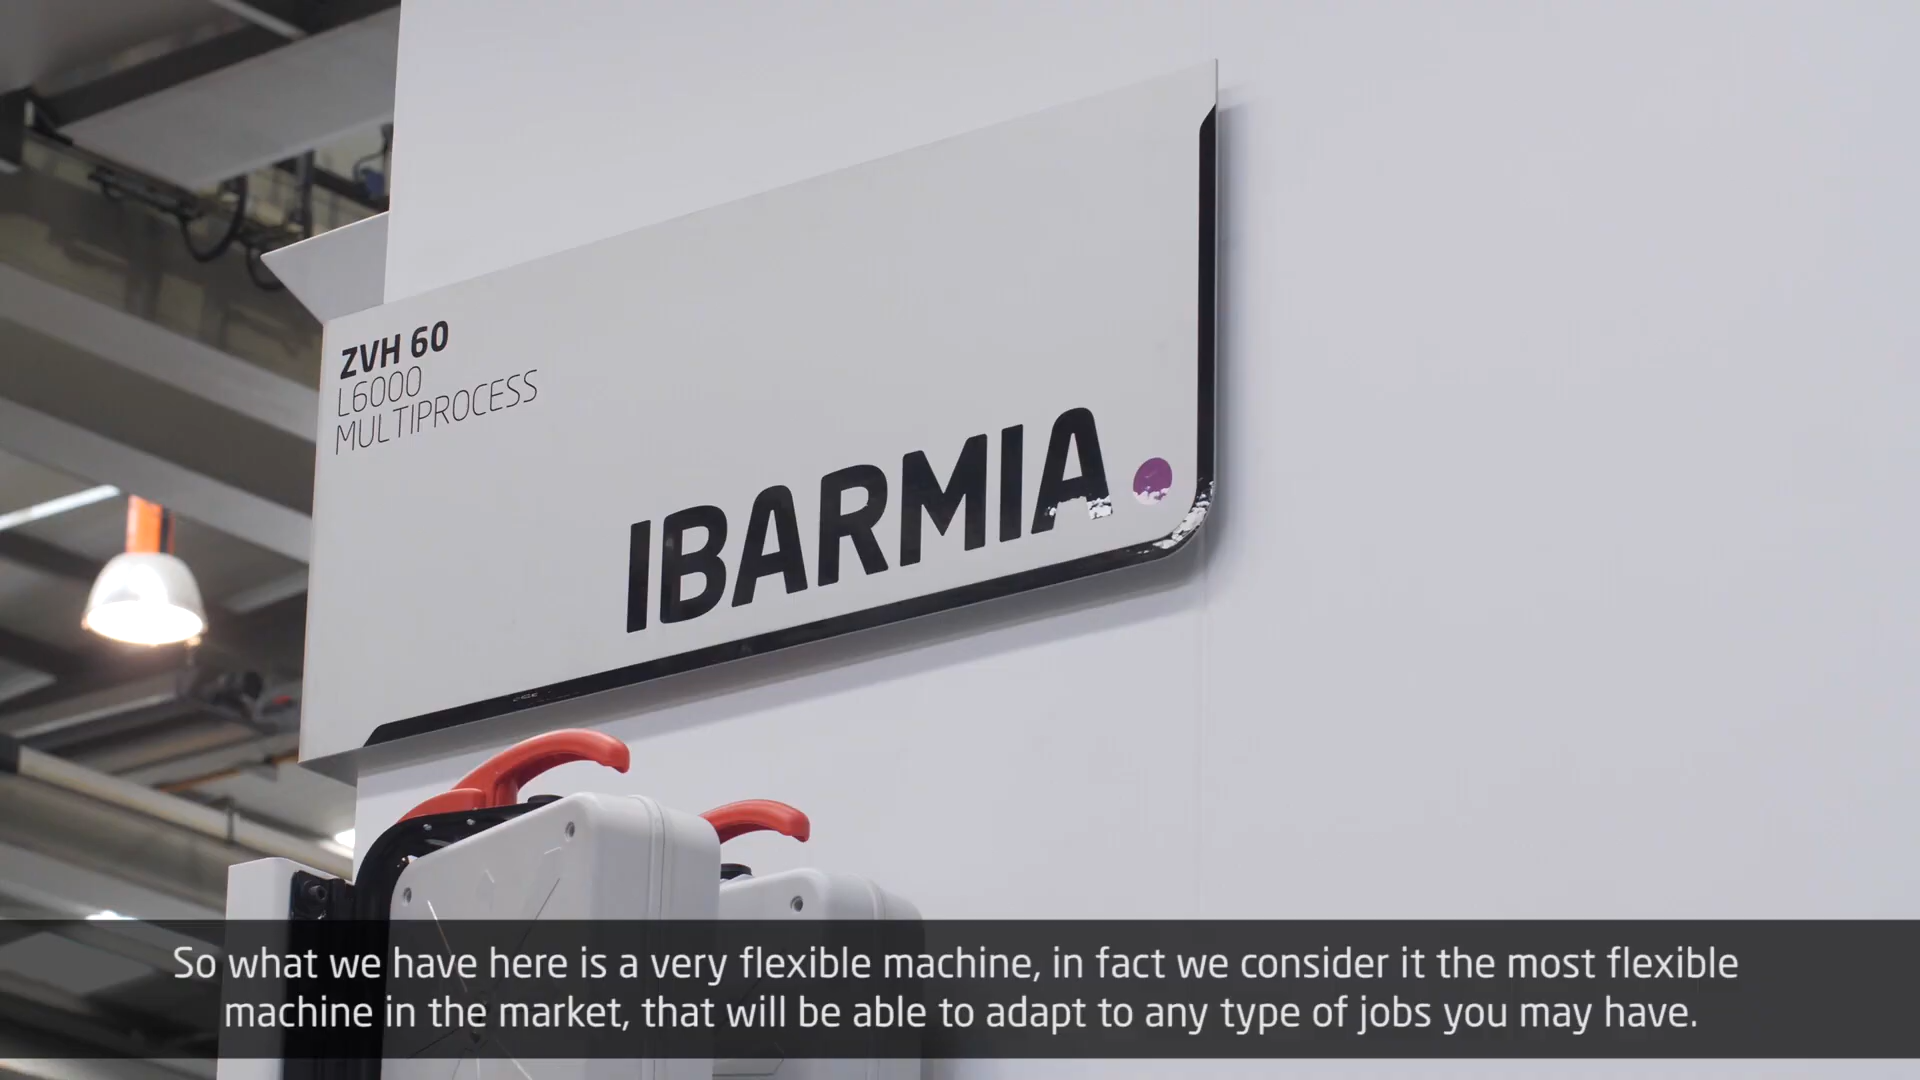 ZVH 60
L6000
MULTIPROCESS
IBARMIA.
So what we have here is a very flexible machine, in fact we consider it the most flexible
machine in the market, that will be able to adapt to any type of jobs you may have.